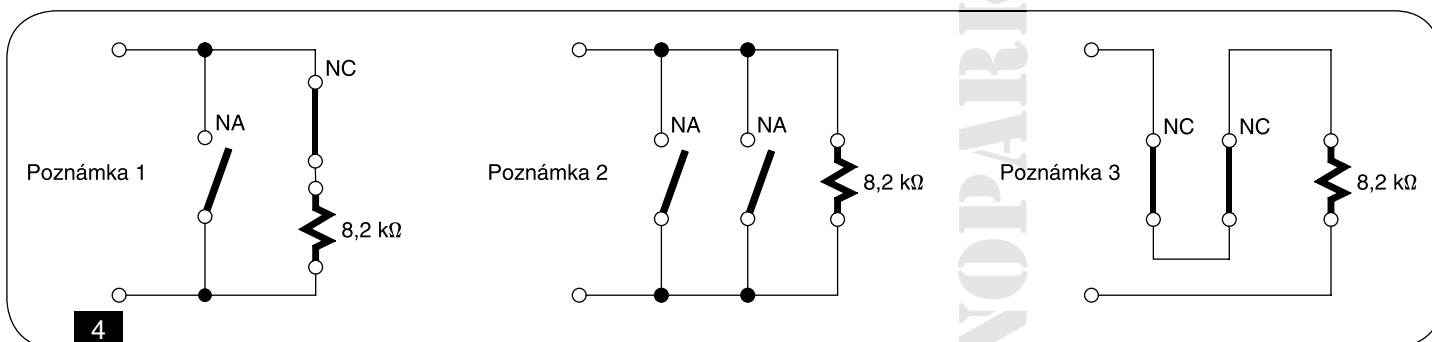 NC
NA
Poznámka 1
8,2 kΩ
NA
NA
Poznámka 2
8,2 kΩ
NC
NC
Poznámka 3
8,2 kΩ
4
NOPARK